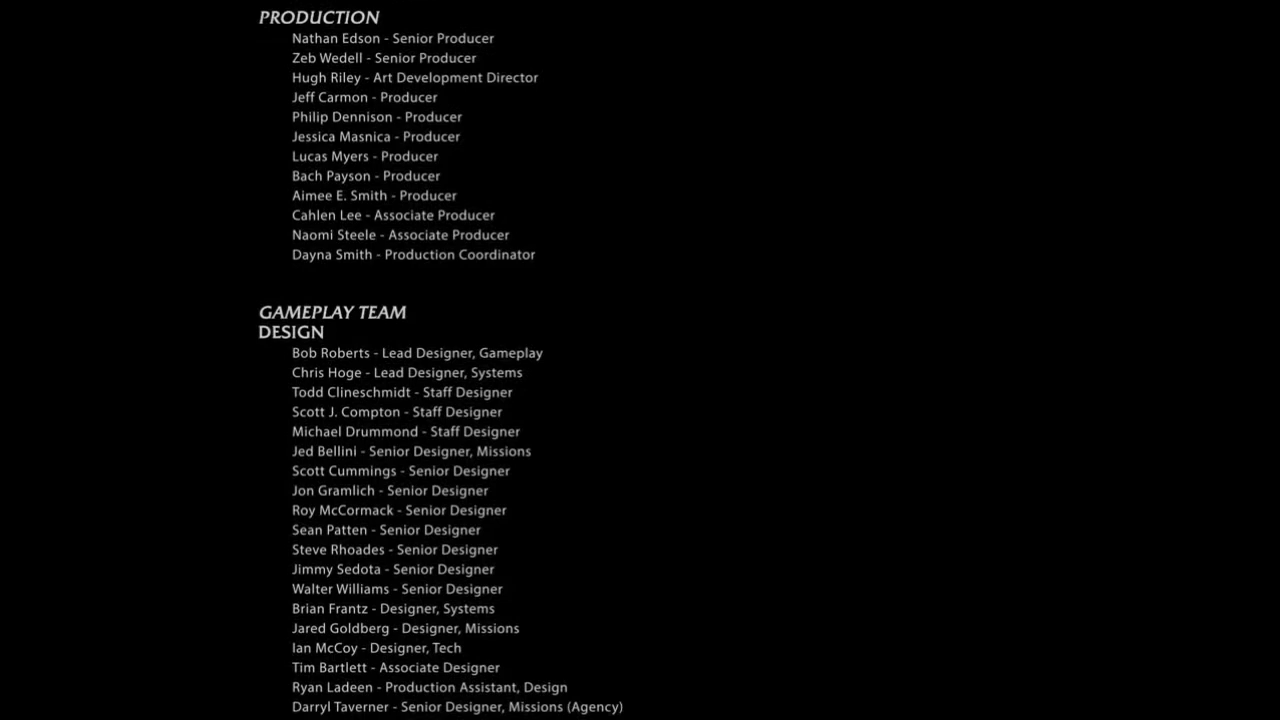 PRODUCTION
Nathan Edson - Senior Producer
Zeb Wedell - Senior Producer
Hugh Riley - Art Development Director
Jeff Carmon - Producer
Philip Dennison - Producer
Jessica Masnica - Producer
Lucas Myers - Producer
Bach Payson - Producer
Aimee E. Smith - Producer
Cahlen Lee - Associate Producer
Naomi Steele - Associate Producer
Dayna Smith - Production Coordinator
GAMEPLAY TEAM
DESIGN
Bob Roberts - Lead Designer, Gameplay
Chris Hoge - Lead Designer, Systems
Todd Clineschmidt - Staff Designer
Scott J. Compton - Staff Designer
Michael Drummond - Staff Designer
Jed Bellini - Senior Designer, Missions
Scott Cummings - Senior Designer
Jon Gramlich - Senior Designer
Roy McCormack - Senior Designer
Sean Patten - Senior Designer
Steve Rhoades - Senior Designer
Jimmy Sedota - Senior Designer
Walter Williams - Senior Designer
Brian Frantz - Designer, Systems
Jared Goldberg - Designer, Missions
Ian McCoy - Designer, Tech
Tim Bartlett - Associate Designer
Ryan Ladeen - Production Assistant, Design
Darryl Taverner - Senior Designer, Missions (Agency)